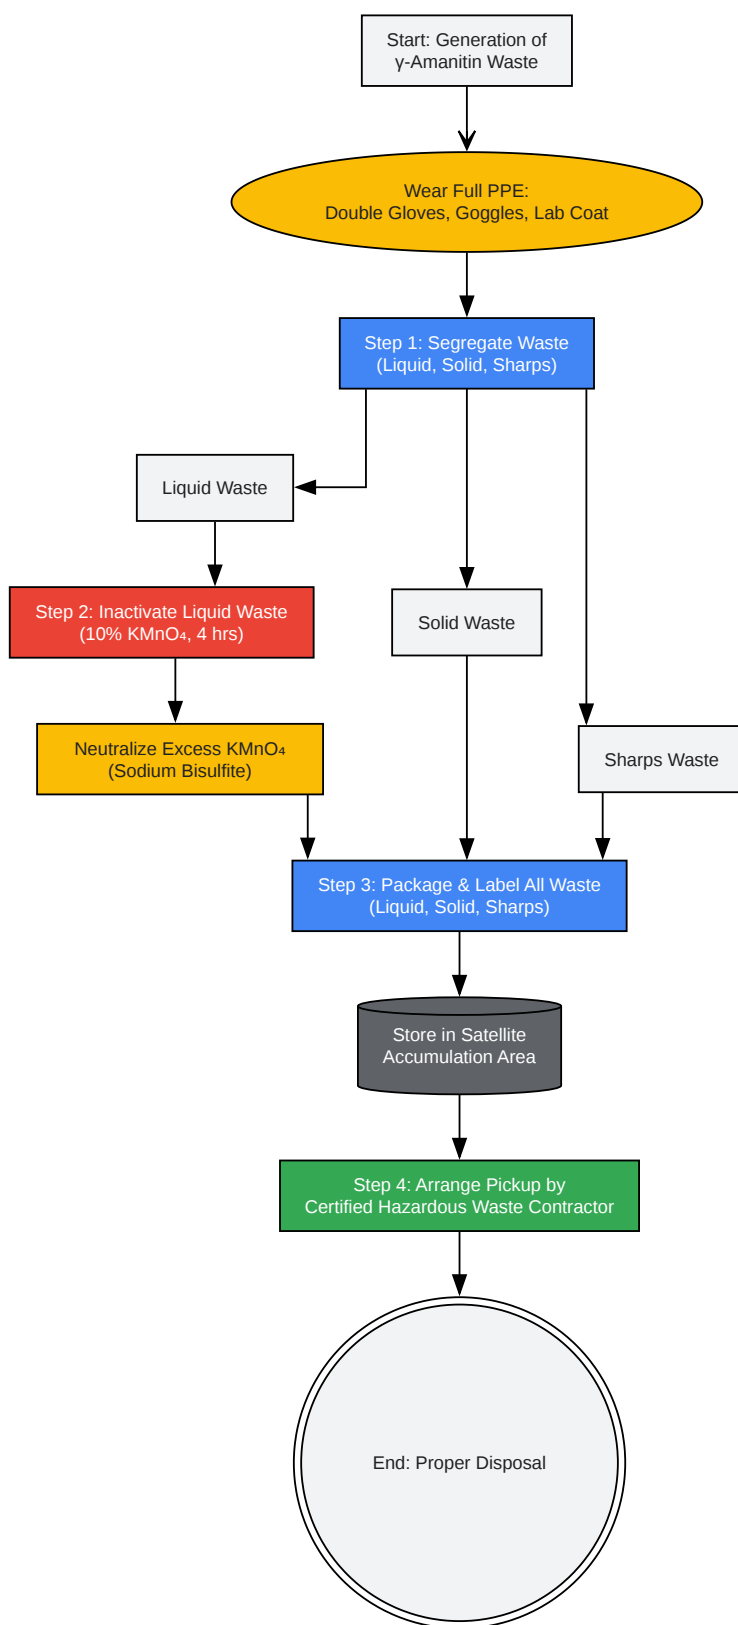 Start: Generation of
γ-Amanitin Waste
Wear Full PPE:
Double Gloves, Goggles, Lab Coat
Step 1: Segregate Waste
(Liquid, Solid, Sharps)
Liquid Waste
Step 2: Inactivate Liquid Waste
(10% KMnO₄, 4 hrs)
Solid Waste
Neutralize Excess KMnO₄
(Sodium Bisulfite)
Sharps Waste
Step 3: Package & Label All Waste
(Liquid, Solid, Sharps)
Store in Satellite
Accumulation Area
Step 4: Arrange Pickup by
Certified Hazardous Waste Contractor
End: Proper Disposal